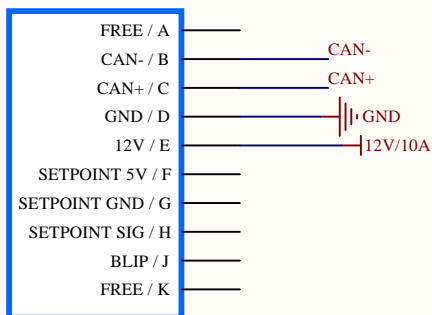 FREE / A
CAN- / B
CAN-
CAN+ / C
CAN+
GND / D
GND
12V / E
12V/10A
SETPOINT 5V / F
SETPOINT GND / G
SETPOINT SIG / H
BLIP / J
FREE / K